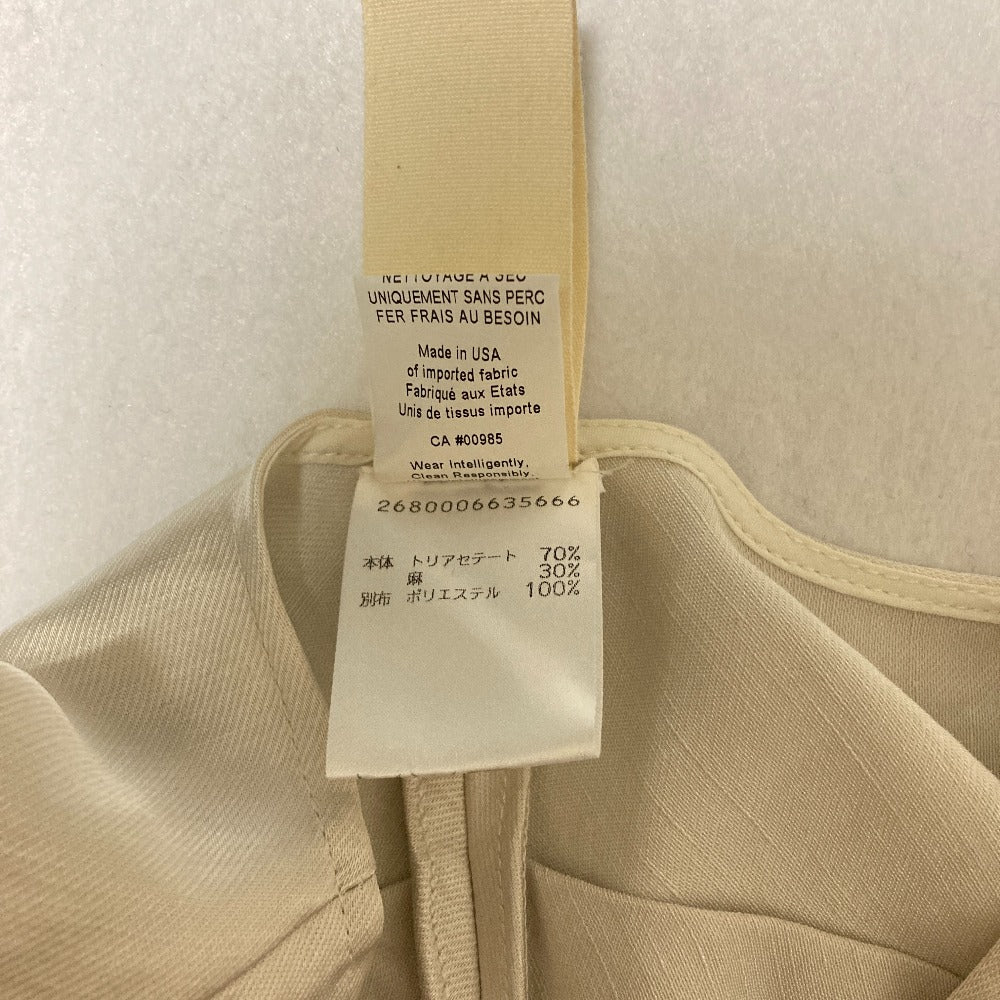 NETTOYAGE A SEC
UNIQUEMENT SANS PERC
FER FRAIS AU BESOIN
Made in USA
of imported fabric
Fabriqué aux Etats
Unis de tissus importe
CA #00985
Wear Intelligently,
Clean Responsibly.
2680006635666
本体 トリアセテート 70%
麻 30%
別布 ポリエステル 100%